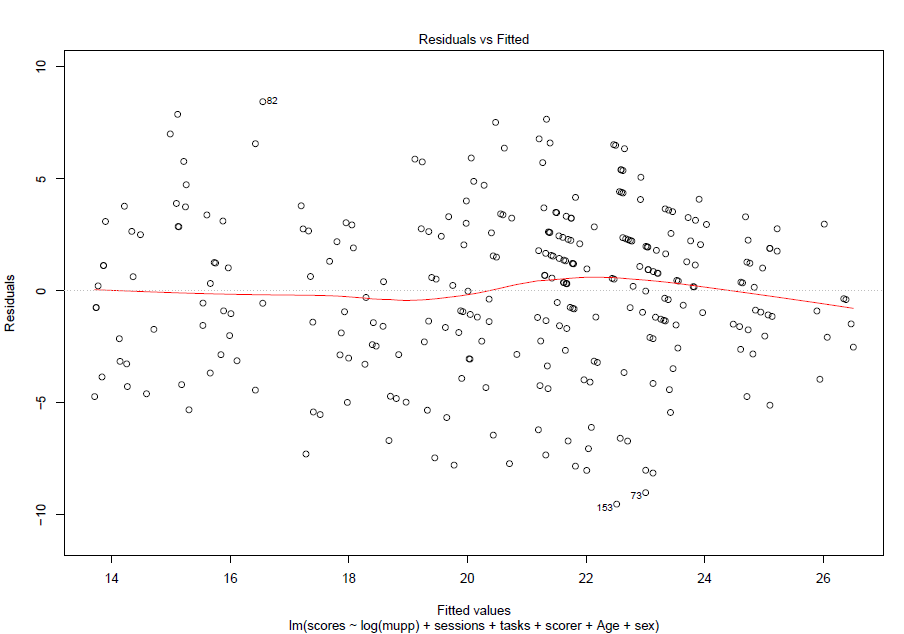 Residuals vs Fitted
10
5
0
−5
−10
Residuals
82
73
153
14 16 18 20 22 24 26
Fitted values
lm(scores ~ log(mupp) + sessions + tasks + scorer + Age + sex)